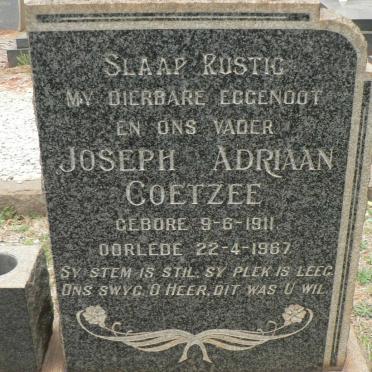 SLAAP RUSTIG
MY DIERBARE EGGENOOT
EN ONS VADER
JOSEPH ADRIAAN
COETZEE
GEBORE 9-6-1911
OORLEDE 22-4-1967
SY STEM IS STIL, SY PLEK IS LEEG
ONS SWYG, O HEER, DIT WAS U WIL